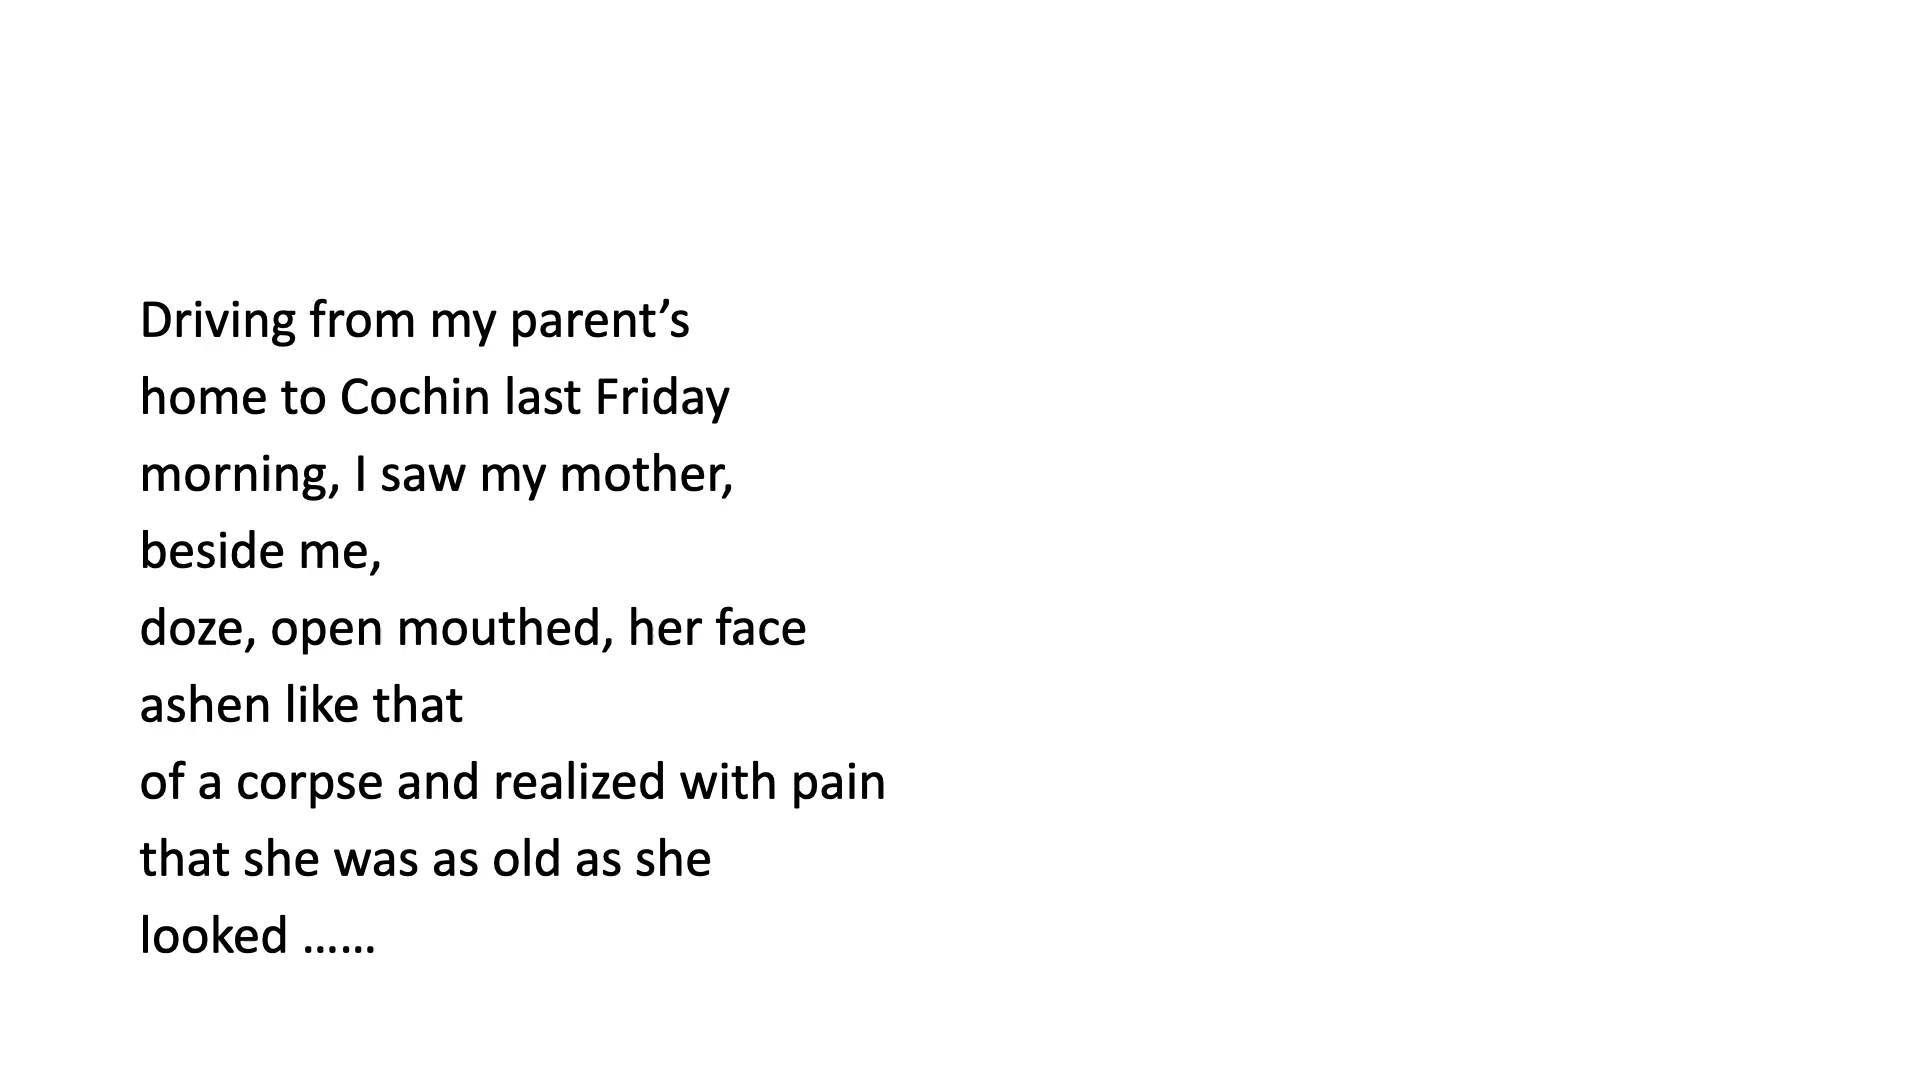 Driving from my parent’s
home to Cochin last Friday
morning, I saw my mother,
beside me,
doze, open mouthed, her face
ashen like that
of a corpse and realized with pain
that she was as old as she
looked ……